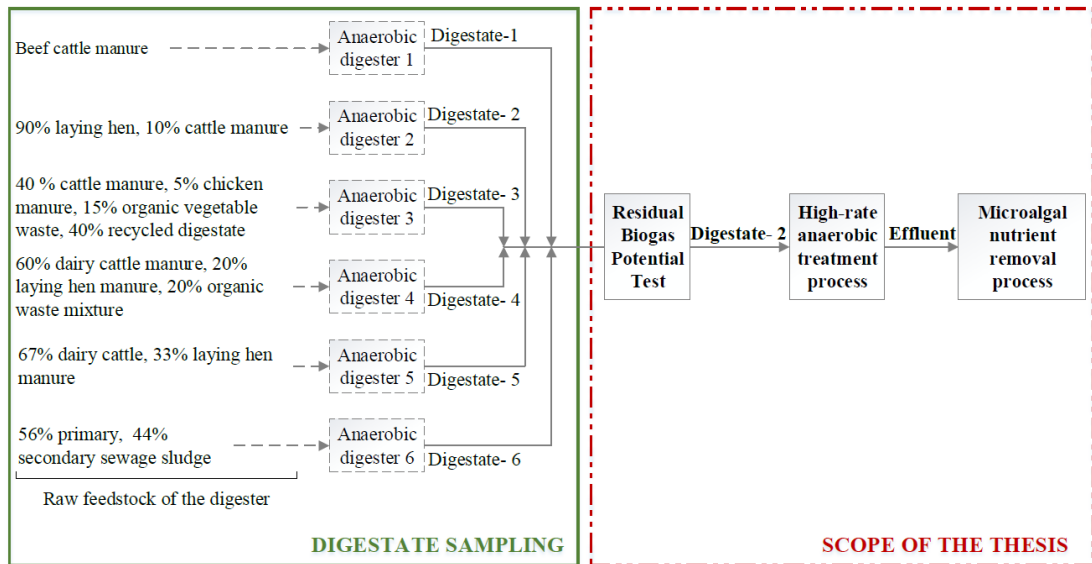 Beef cattle manure
Anaerobic
digester 1
Digestate-1
90% laying hen, 10% cattle manure
Anaerobic
digester 2
Digestate- 2
40 % cattle manure, 5% chicken
manure, 15% organic vegetable
waste, 40% recycled digestate
Anaerobic
digester 3
Digestate- 3
60% dairy cattle manure, 20%
laying hen manure, 20% organic
waste mixture
Anaerobic
digester 4
Digestate- 4
67% dairy cattle, 33% laying hen
manure
Anaerobic
digester 5
Digestate- 5
56% primary, 44%
secondary sewage sludge
Anaerobic
digester 6
Digestate- 6
Raw feedstock of the digester
DIGESTATE SAMPLING
Residual
Biogas
Potential
Test
Digestate- 2
High-rate
anaerobic
treatment
process
Effluent
Microalgal
nutrient
removal
process
SCOPE OF THE THESIS